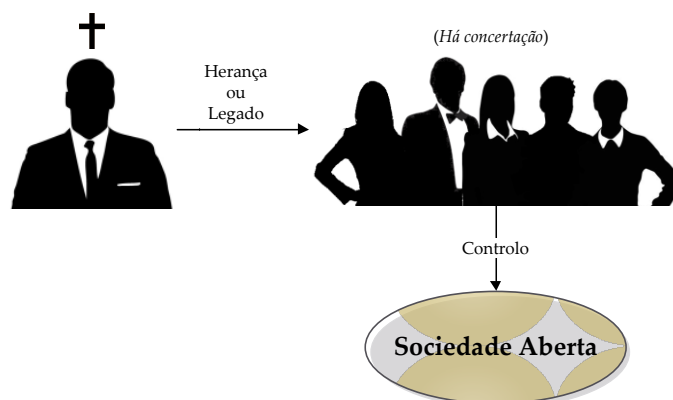 Herança
ou
Legado
(Há concertação)
Controlo
Sociedade Aberta